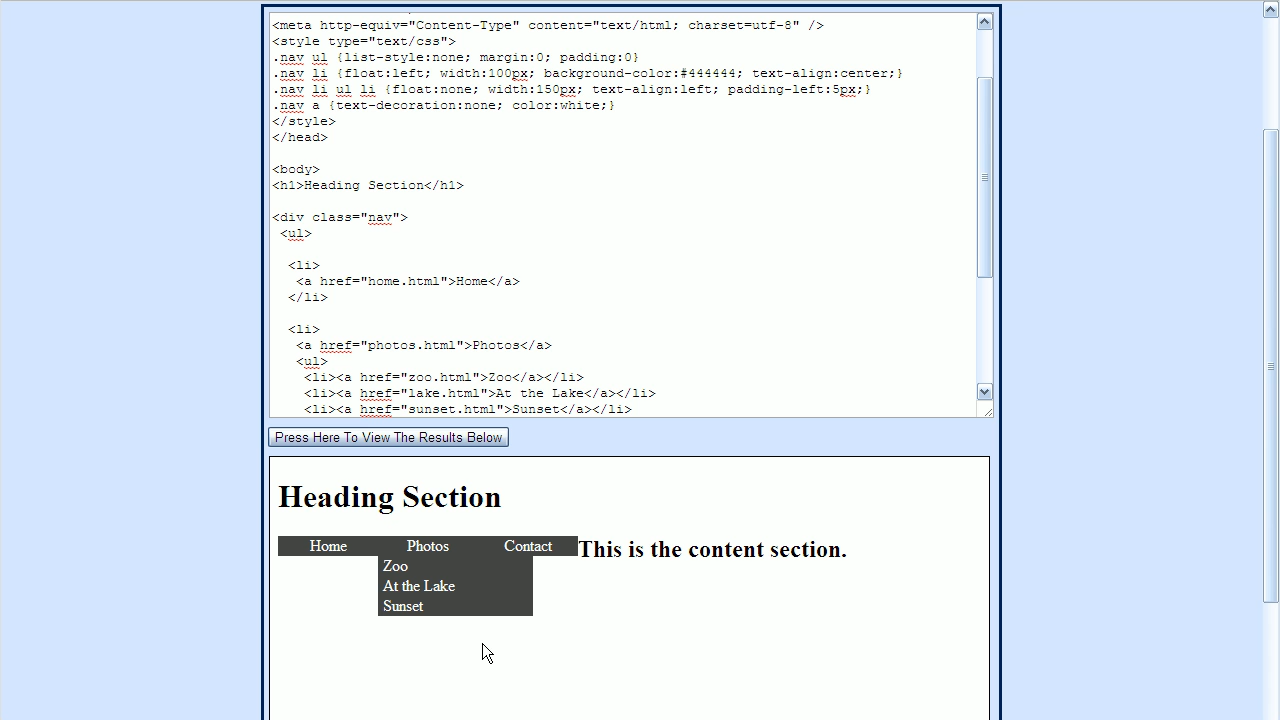 <meta http-equiv="Content-Type" content="text/html; charset=utf-8" />
<style type="text/css">
.nav ul {list-style:none; margin:0; padding:0}
.nav li {float:left; width:100px; background-color:#444444; text-align:center;}
.nav li ul li {float:none; width:150px; text-align:left; padding-left:5px;}
.nav a {text-decoration:none; color:white;}
</style>
</head>
<body>
<h1>Heading Section</h1>
<div class="nav">
<ul>
<li>
<a href="home.html">Home</a>
</li>
<li>
<a href="photos.html">Photos</a>
<ul>
<li><a href="zoo.html">Zoo</a></li>
<li><a href="lake.html">At the Lake</a></li>
<li><a href="sunset.html">Sunset</a></li>
Press Here To View The Results Below
Heading Section
Home Photos Contact This is the content section.
Zoo
At the Lake
Sunset